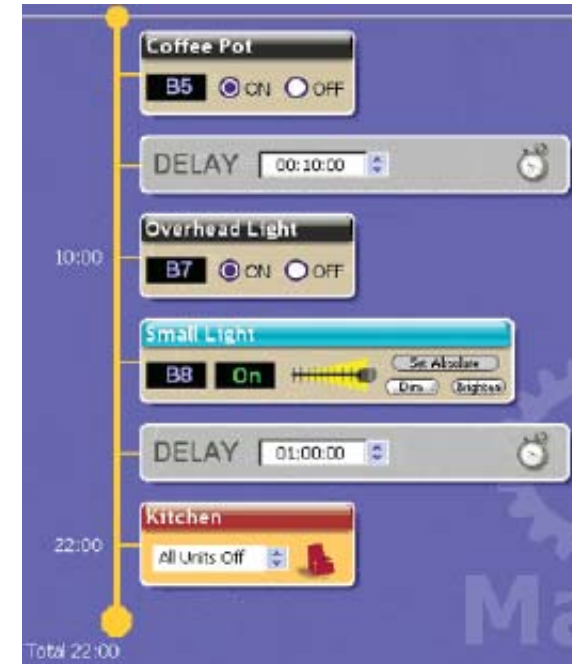 Coffee Pot
B5 ON OFF
DELAY 00:10:00
Overhead Light
10:00 B7 ON OFF
Small Light
B8 On Set Absolute
Dim... Brighten
DELAY 01:00:00
Kitchen
22:00 All Units Off
Ma
Total 22:00